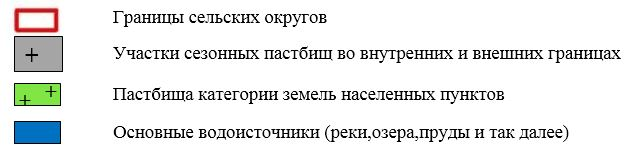 Границы сельских округов
Участки сезонных пастбищ во внутренних и внешних границах
Пастбища категории земель населенных пунктов
Основные водоисточники (реки,озера,пруды и так далее)